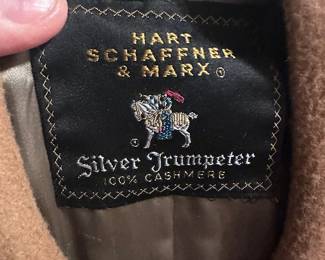 HART
SCHAFFNER
& MARX ®
®
Silver Trumpeter
100% CASHMERE